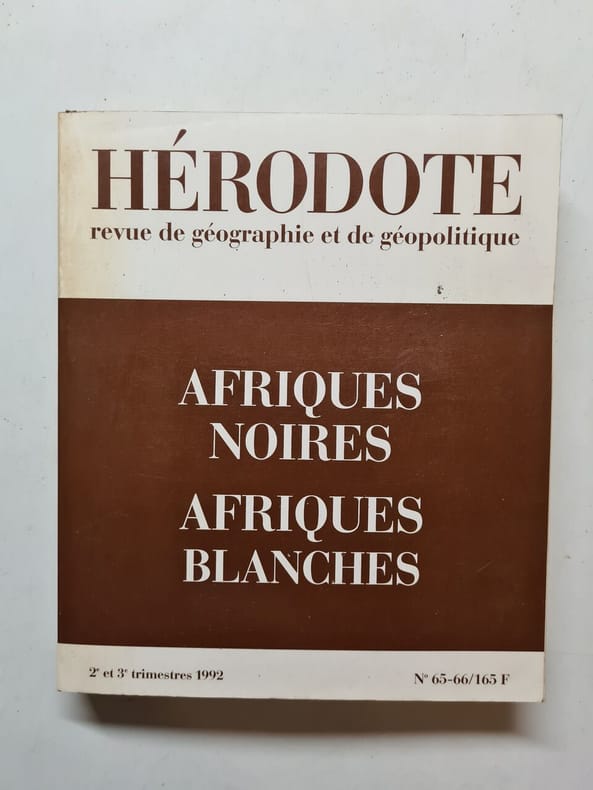 HÉRODOTE
revue de géographie et de géopolitique
AFRIQUES
NOIRES
AFRIQUES
BLANCHES
2e et 3e trimestres 1992
No 65-66/165 F